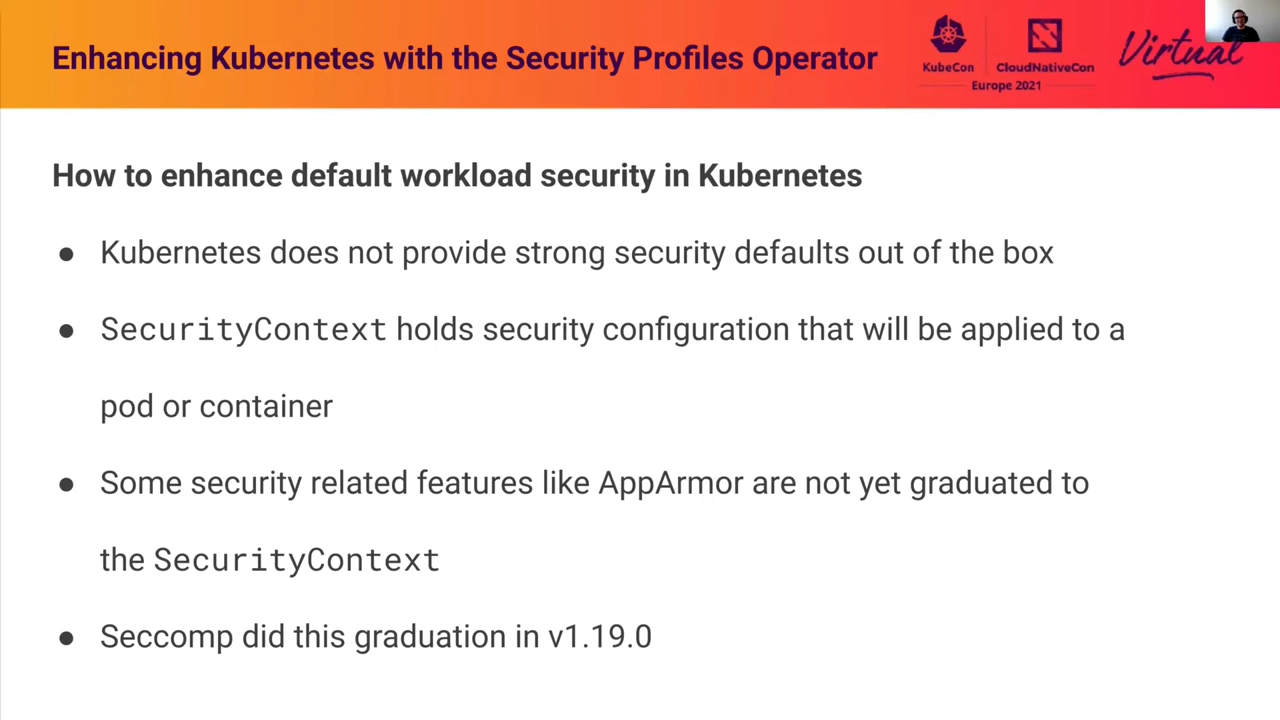 Enhancing Kubernetes with the Security Profiles Operator
KubeCon
CloudNativeCon
Europe 2021
Virtual
How to enhance default workload security in Kubernetes
● Kubernetes does not provide strong security defaults out of the box
● SecurityContext holds security configuration that will be applied to a
pod or container
● Some security related features like AppArmor are not yet graduated to
the SecurityContext
● Seccomp did this graduation in v1.19.0